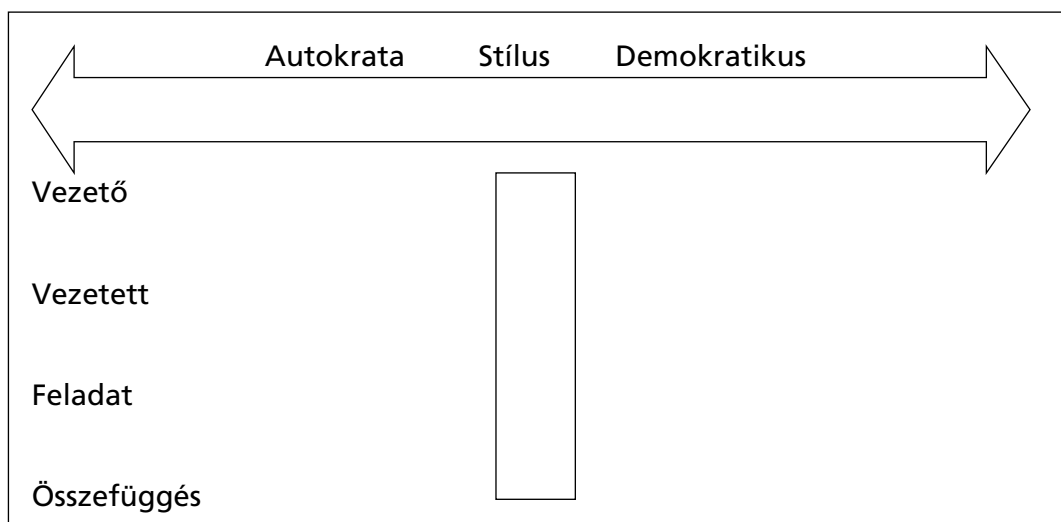 Autokrata Stílus Demokratikus
Vezető
Vezetett
Feladat
Összefüggés